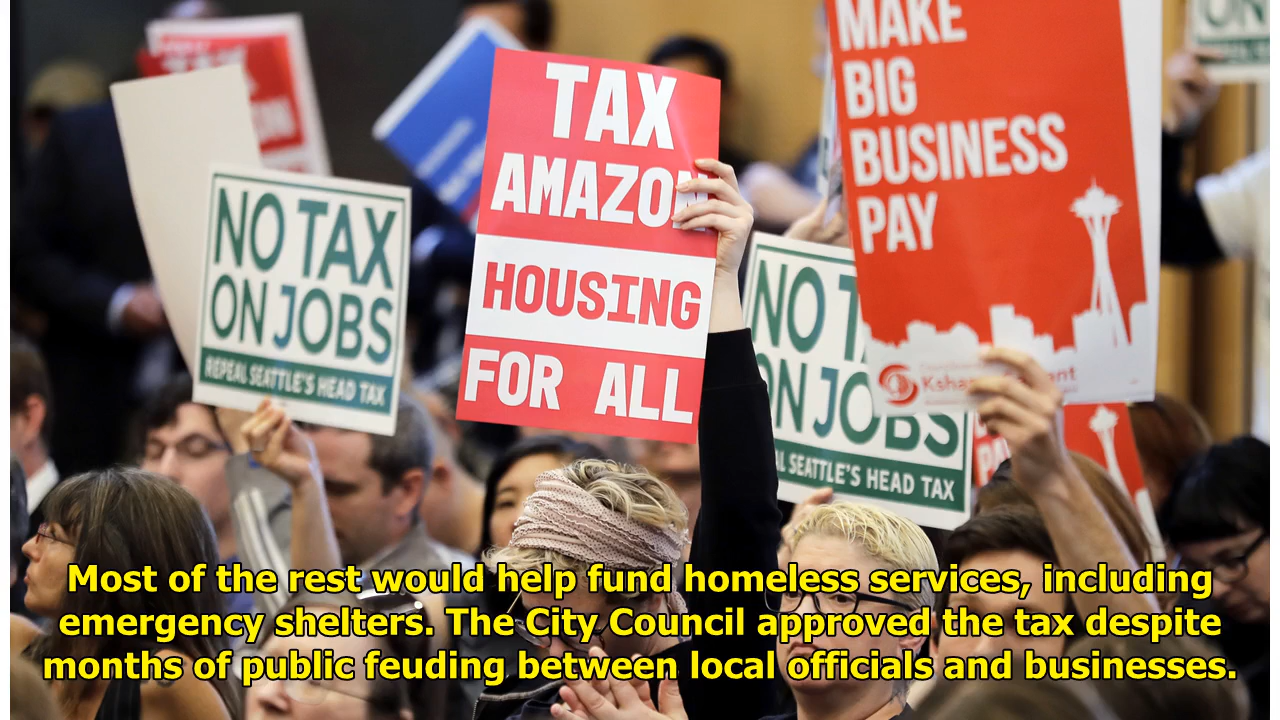 NO TAX
ON JOBS
REPEAL SEATTLE'S HEAD TAX
TAX
AMAZON
HOUSING
FOR ALL
NO
ON JOBS
SEATTLE'S HEAD TAX
MAKE
BIG
BUSINESS
PAY
ON
Most of the rest would help fund homeless services, including
emergency shelters. The City Council approved the tax despite
months of public feuding between local officials and businesses.